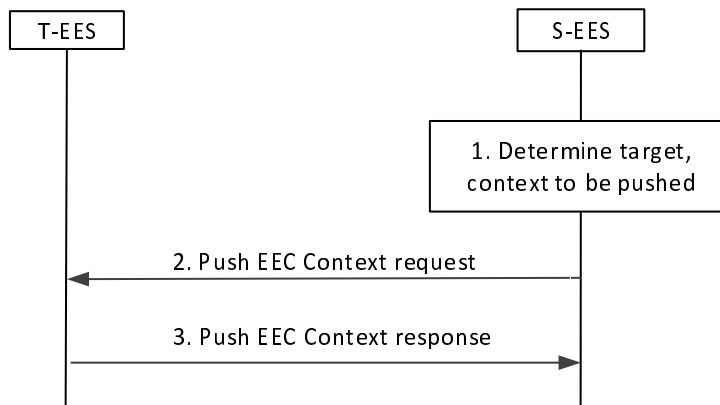 T-EES
S-EES
1. Determine target,
context to be pushed
2. Push EEC Context request
3. Push EEC Context response